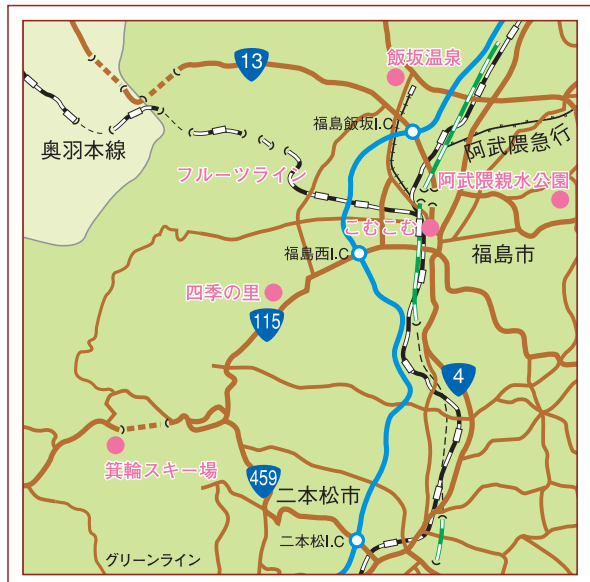 飯坂温泉
13
福島飯坂I.C
阿武隈急行
奥羽本線
フルーツライン
阿武隈親水公園
こむこむ
福島西I.C
福島市
四季の里
115
4
箕輪スキー場
459
二本松市
二本松I.C
グリーンライン